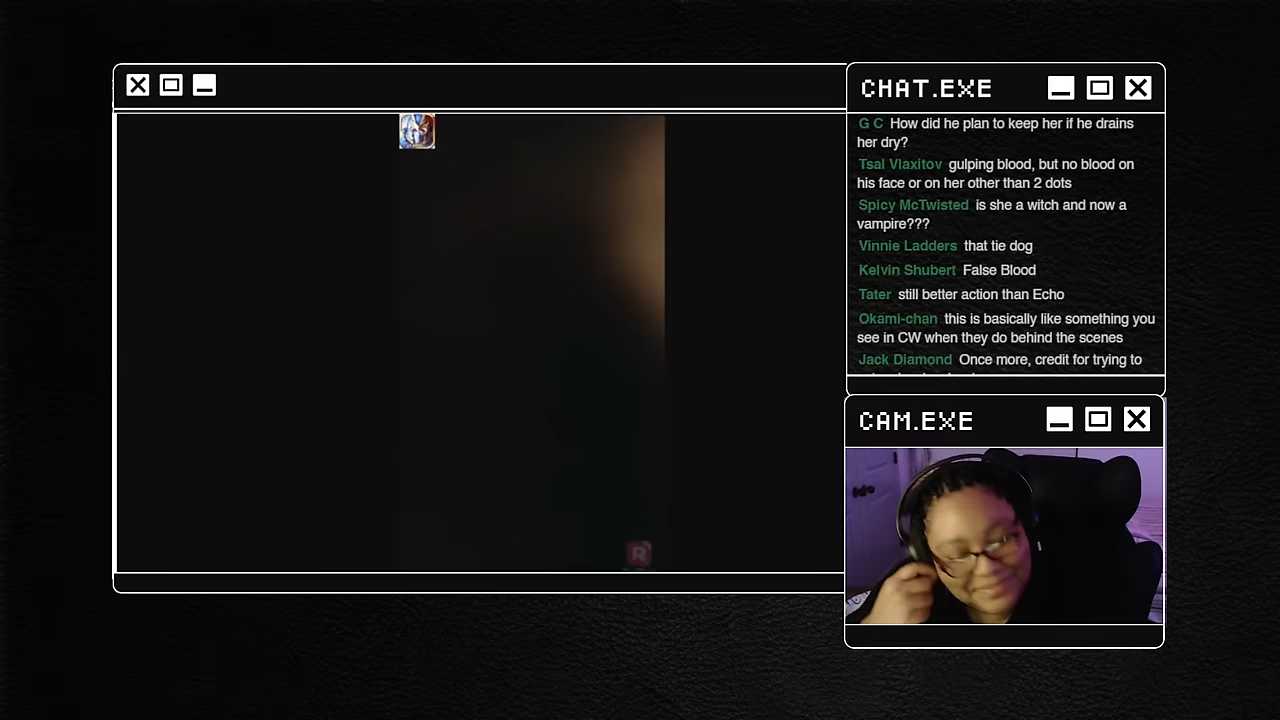 CHAT.EXE
G C How did he plan to keep her if he drains
her dry?
Tsal Vlaxitov gulping blood, but no blood on
his face or on her other than 2 dots
Spicy McTwisted is she a witch and now a
vampire???
Vinnie Ladders that tie dog
Kelvin Shubert False Blood
Tater still better action than Echo
Okami-chan this is basically like something you
see in CW when they do behind the scenes
Jack Diamond Once more, credit for trying to
CAM.EXE
R